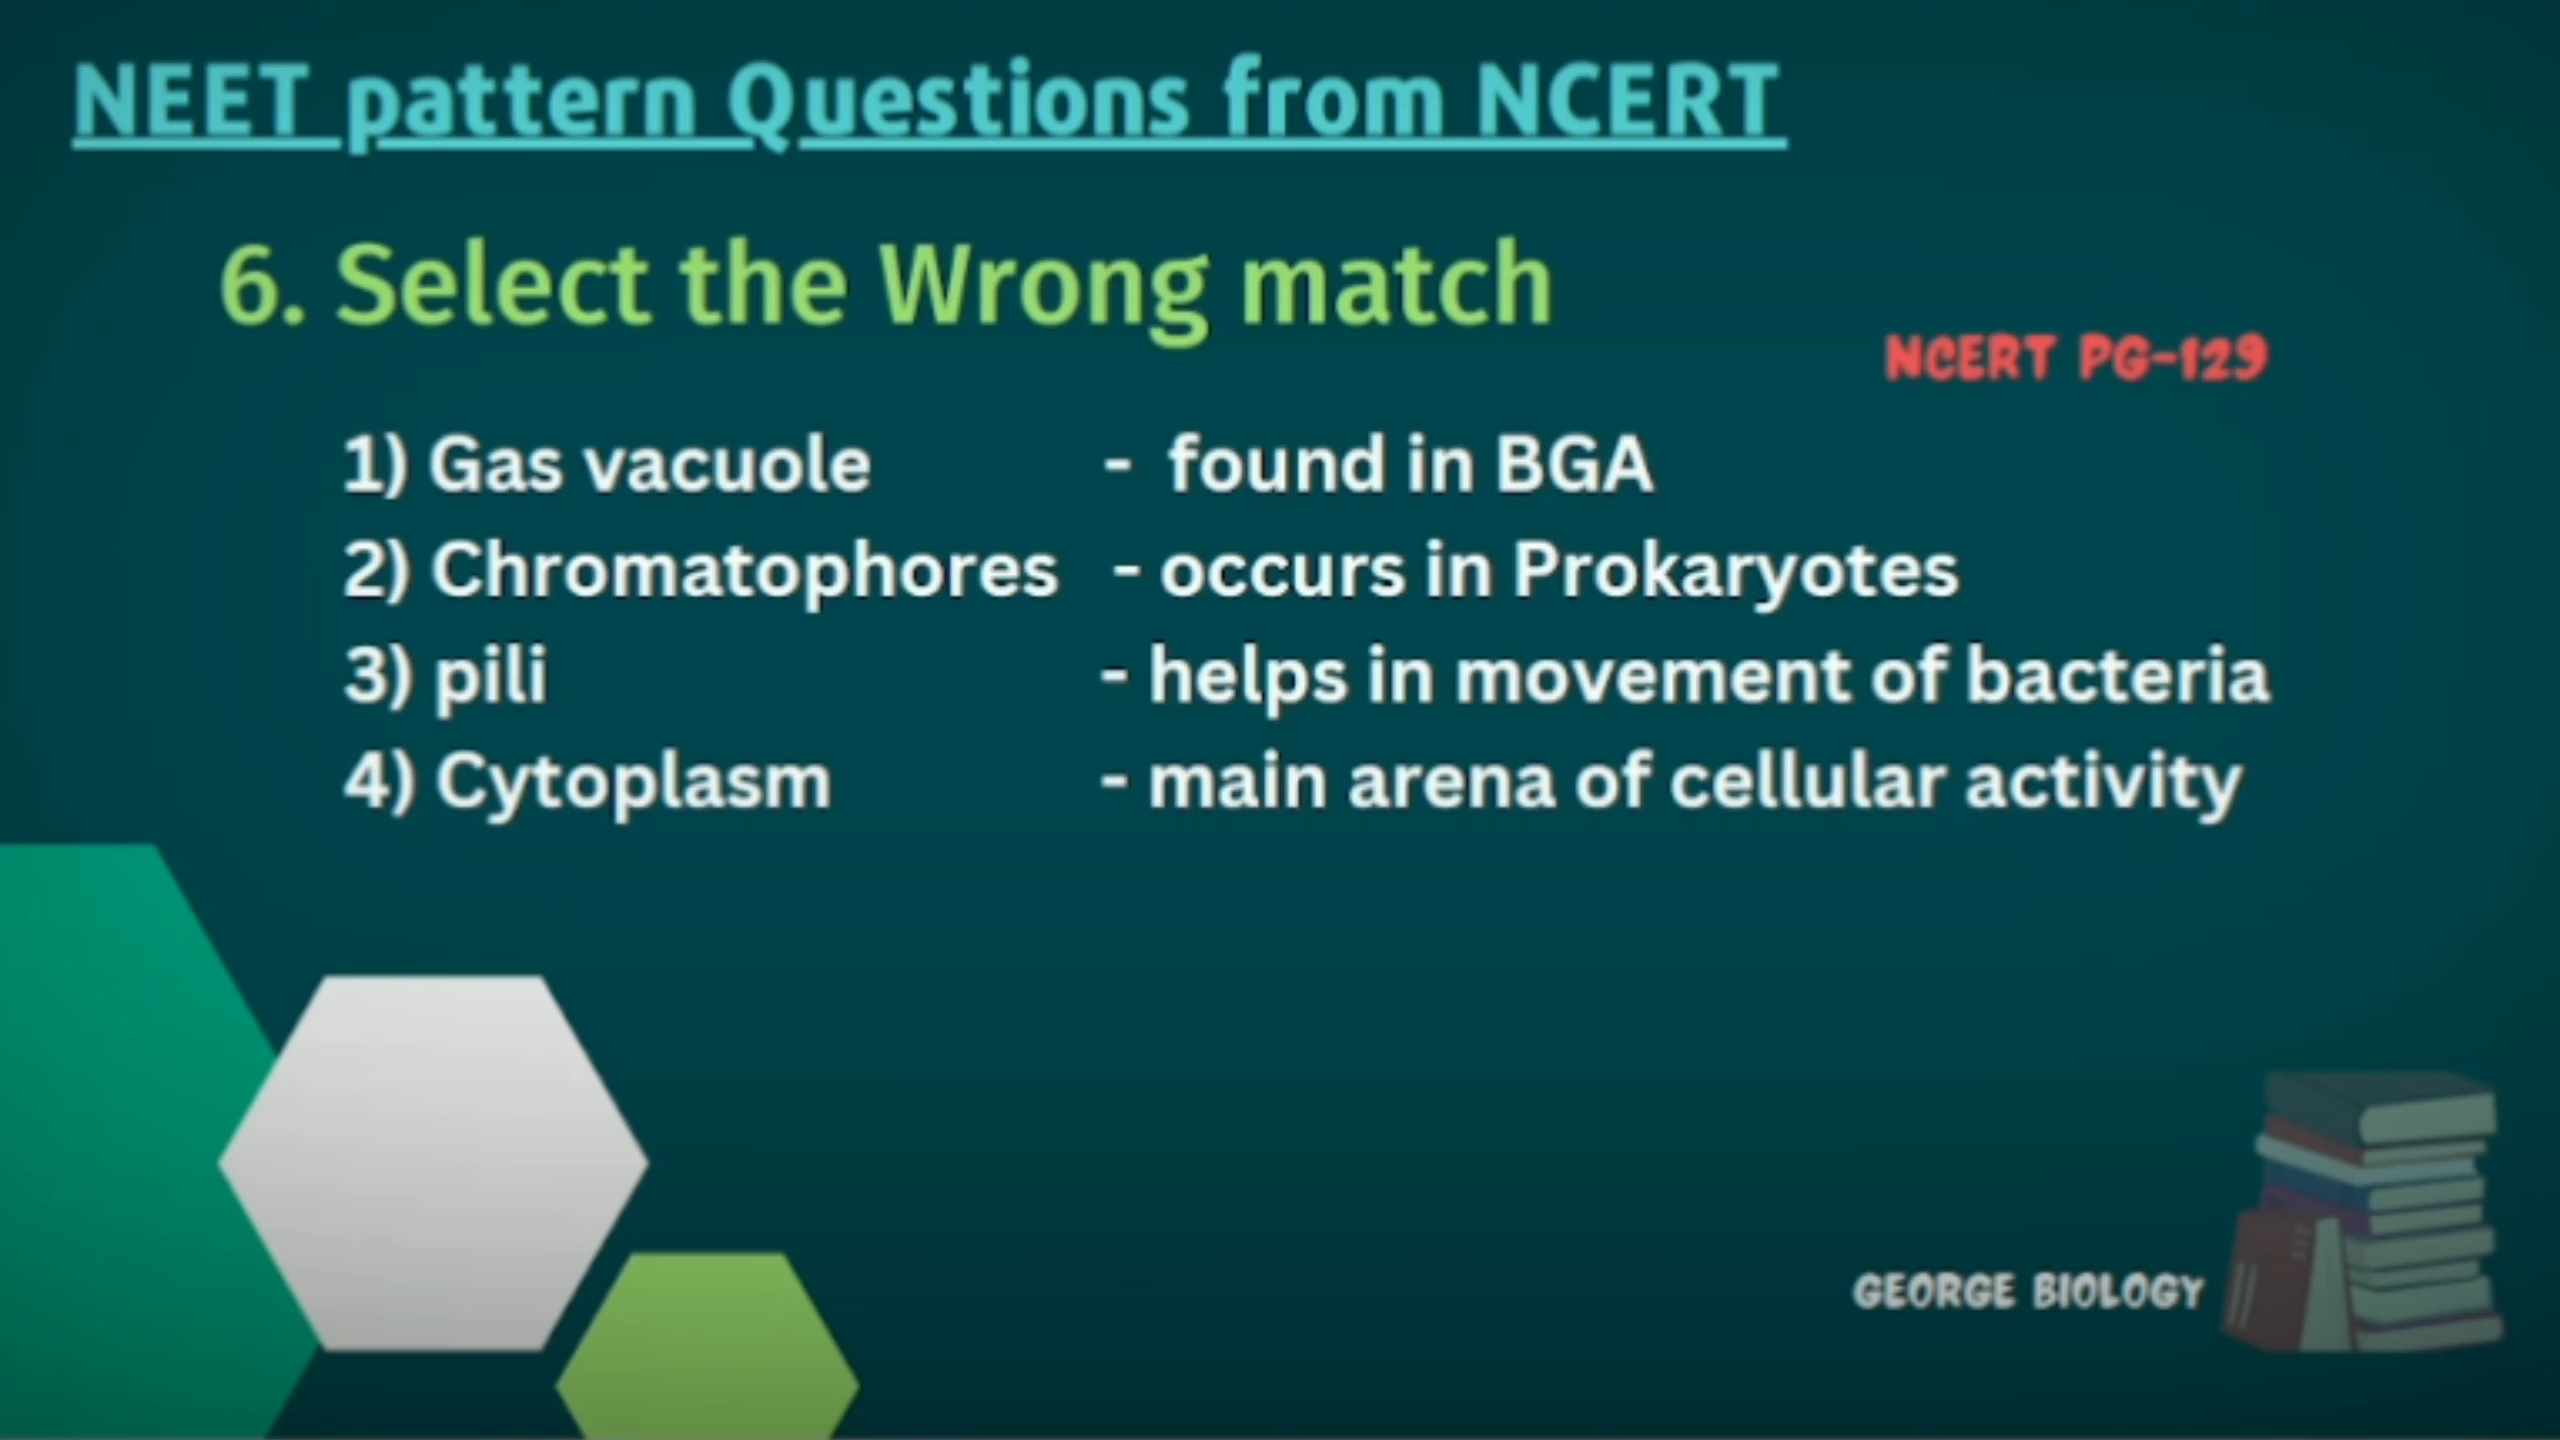 NEET pattern Questions from NCERT
6. Select the Wrong match
NCERT PG-129
1) Gas vacuole - found in BGA
2) Chromatophores - occurs in Prokaryotes
3) pili - helps in movement of bacteria
4) Cytoplasm - main arena of cellular activity
GEORGE BIOLOGY